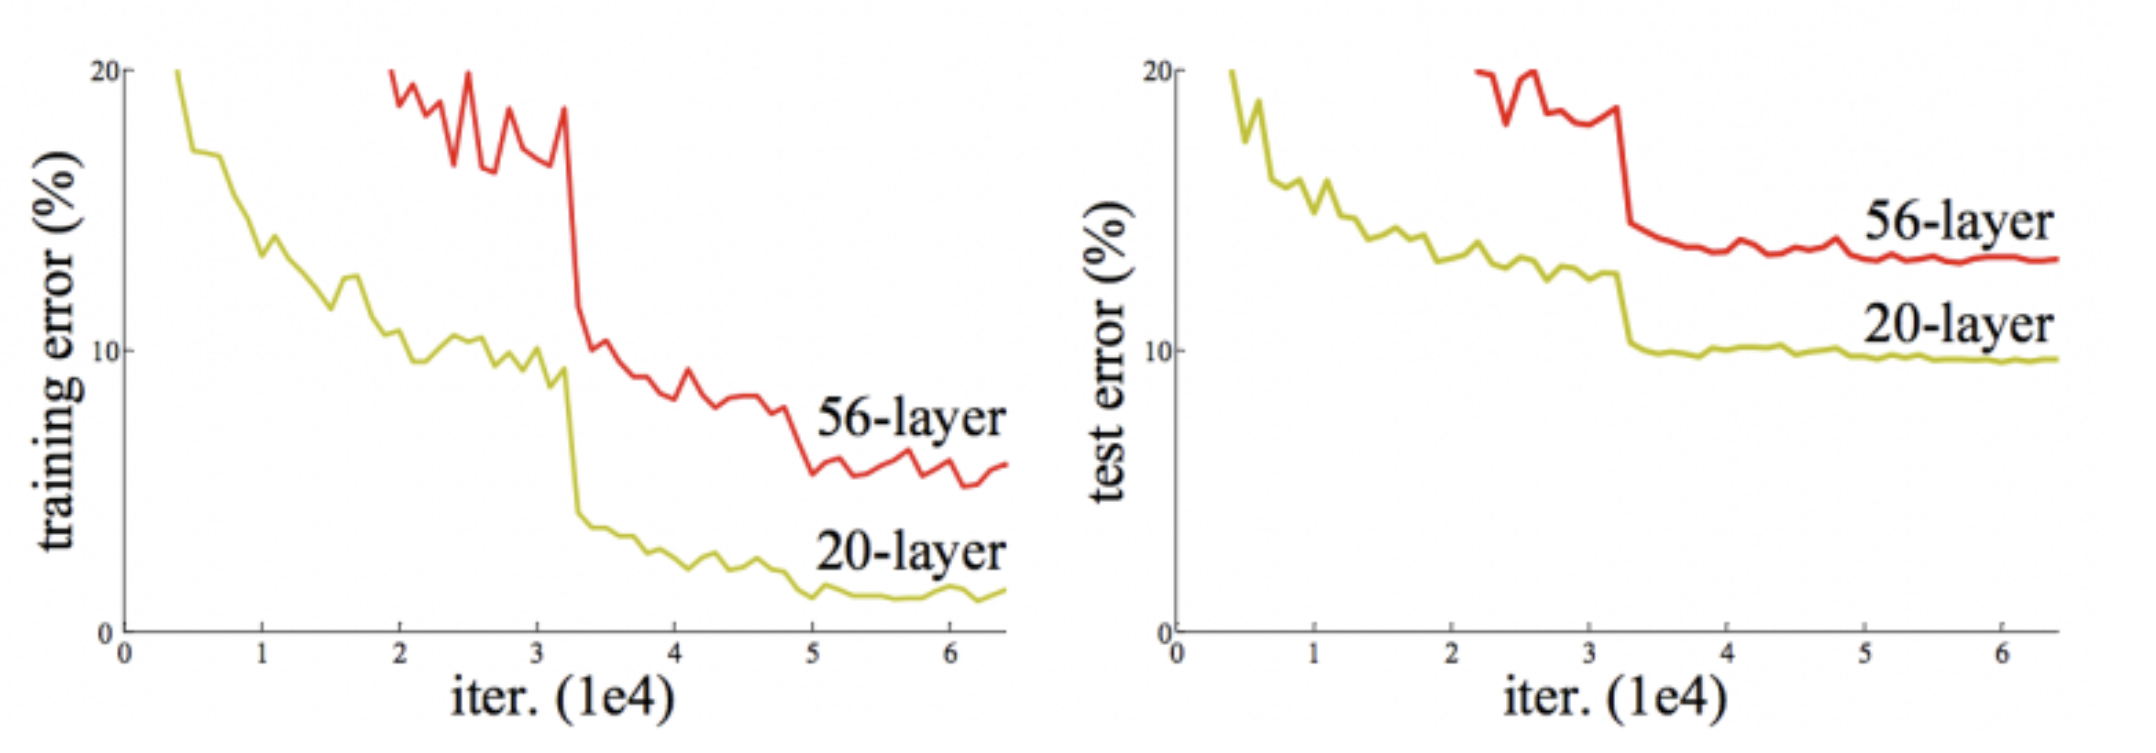 20
10
0
training error (%)
56-layer
20-layer
0 1 2 3 4 5 6
iter. (1e4)
20
10
0
test error (%)
56-layer
20-layer
0 1 2 3 4 5 6
iter. (1e4)